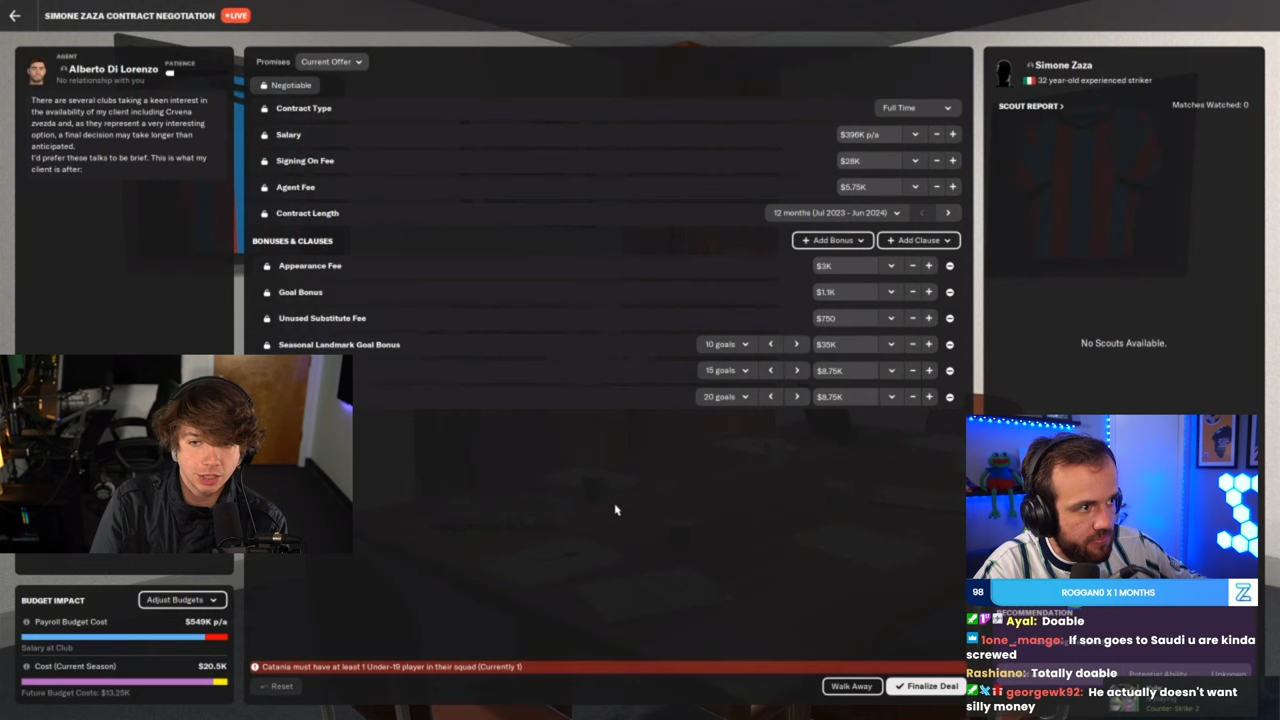 SIMONE ZAZA CONTRACT NEGOTIATION
LIVE
AGENT
Alberto Di Lorenzo
No relationship with you
PATIENCE
There are several clubs taking a keen interest in
the availability of my client including Crvena
zvezda and, as they represent a very interesting
option, a final decision may take longer than
anticipated.
I'd prefer these talks to be brief. This is what my
client is after:
Promises
Current Offer
Negotiable
Contract Type
Full Time
Salary
$396K p/a
Signing On Fee
$28K
Agent Fee
$5.75K
Contract Length
12 months (Jul 2023 - Jun 2024)
BONUSES & CLAUSES
+ Add Bonus
+ Add Clause
Appearance Fee
$3K
Goal Bonus
$1.1K
Unused Substitute Fee
$750
Seasonal Landmark Goal Bonus
10 goals
$35K
15 goals
$8.75K
20 goals
$8.75K
Simone Zaza
32 year-old experienced striker
SCOUT REPORT >
Matches Watched: 0
No Scouts Available.
BUDGET IMPACT
Adjust Budgets
Payroll Budget Cost
$549K p/a
Salary at Club
Cost (Current Season)
$20.5K
Future Budget Costs: $13.25K
Catania must have at least 1 Under-19 player in their squad (Currently 1)
Reset
Walk Away
Finalize Deal
98
ROGGAN0 X 1 MONTHS
Z
RECOMMENDATION
Ayal: Doable
1one_mango: If son goes to Saudi u are kinda
screwed
Rashiano: Totally doable
georgewk92: He actually doesn't want
silly money
Potential Ability
Unknown
Counter-Strike 2